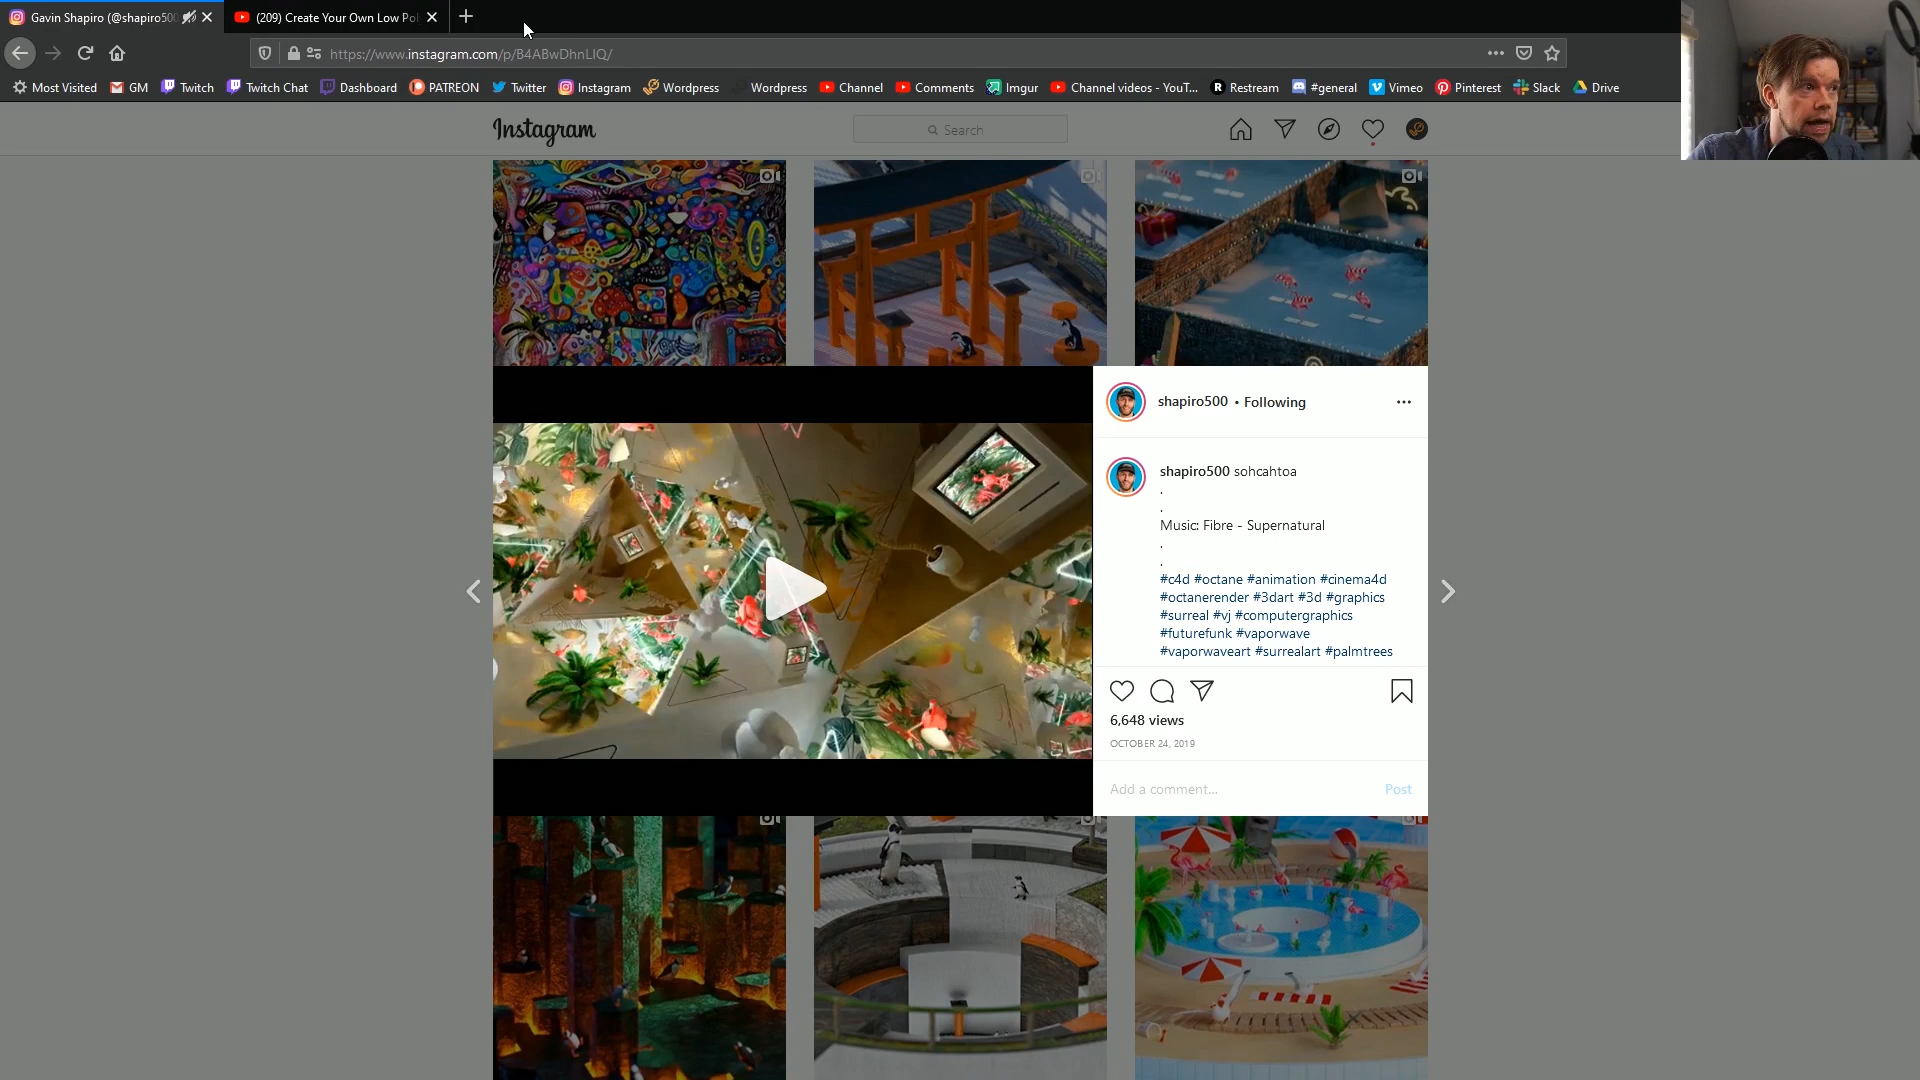 Gavin Shapiro (@shapiro500
(209) Create Your Own Low Pol
https://www.instagram.com/p/B4ABwDhnLIQ/
Most Visited GM Twitch Twitch Chat Dashboard PATREON Twitter Instagram Wordpress Wordpress Channel Comments Imgur Channel videos - YouT... Restream #general Vimeo Pinterest Slack Drive
Instagram
Search
shapiro500 • Following
shapiro500 sohcahtoa
.
.
Music: Fibre - Supernatural
.
.
#c4d #octane #animation #cinema4d
#octanerender #3dart #3d #graphics
#surreal #vj #computergraphics
#futurefunk #vaporwave
#vaporwaveart #surrealart #palmtrees
6,648 views
OCTOBER 24, 2019
Add a comment...
Post